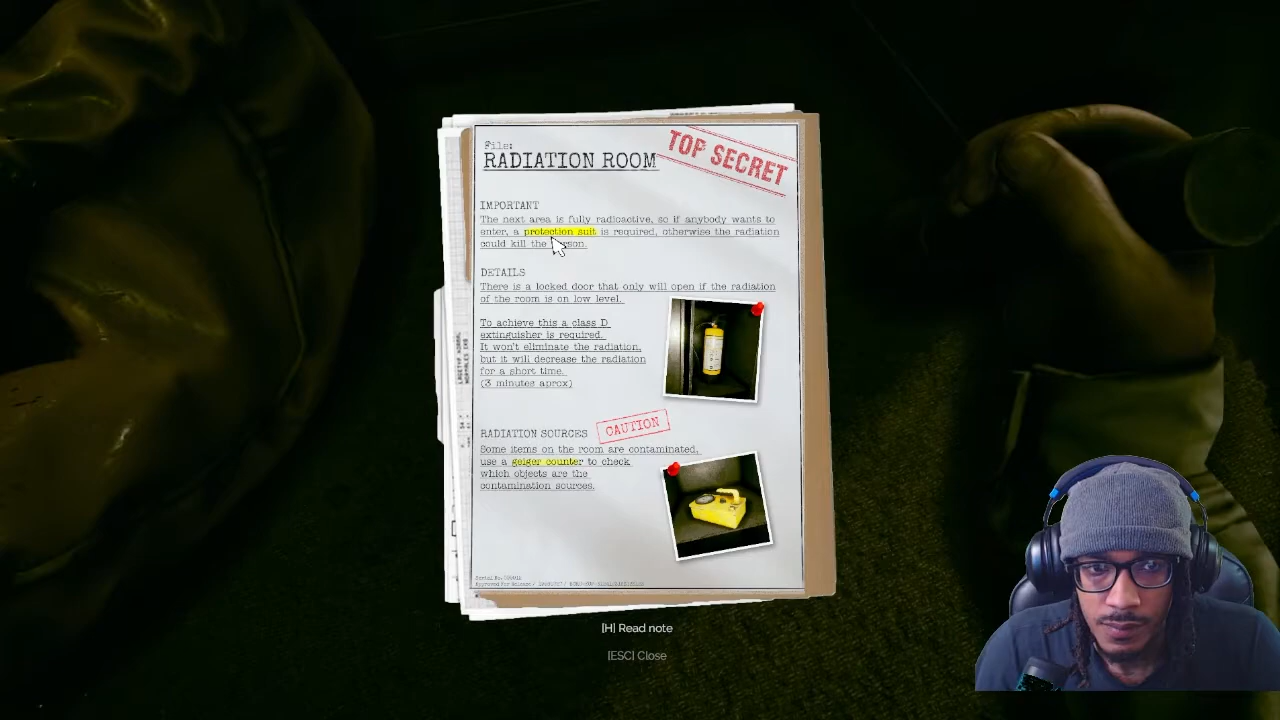 File:
RADIATION ROOM
TOP SECRET
IMPORTANT
The next area is fully radioactive, so if anybody wants to
enter, a protection suit is required, otherwise the radiation
could kill the person.
DETAILS
There is a locked door that only will open if the radiation
of the room is on low level.
To achieve this a class D
extinguisher is required.
It won't eliminate the radiation,
but it will decrease the radiation
for a short time.
(3 minutes aprox)
RADIATION SOURCES
CAUTION
Some items on the room are contaminated,
use a geiger counter to check
which objects are the
contamination sources.
[H] Read note
[ESC] Close